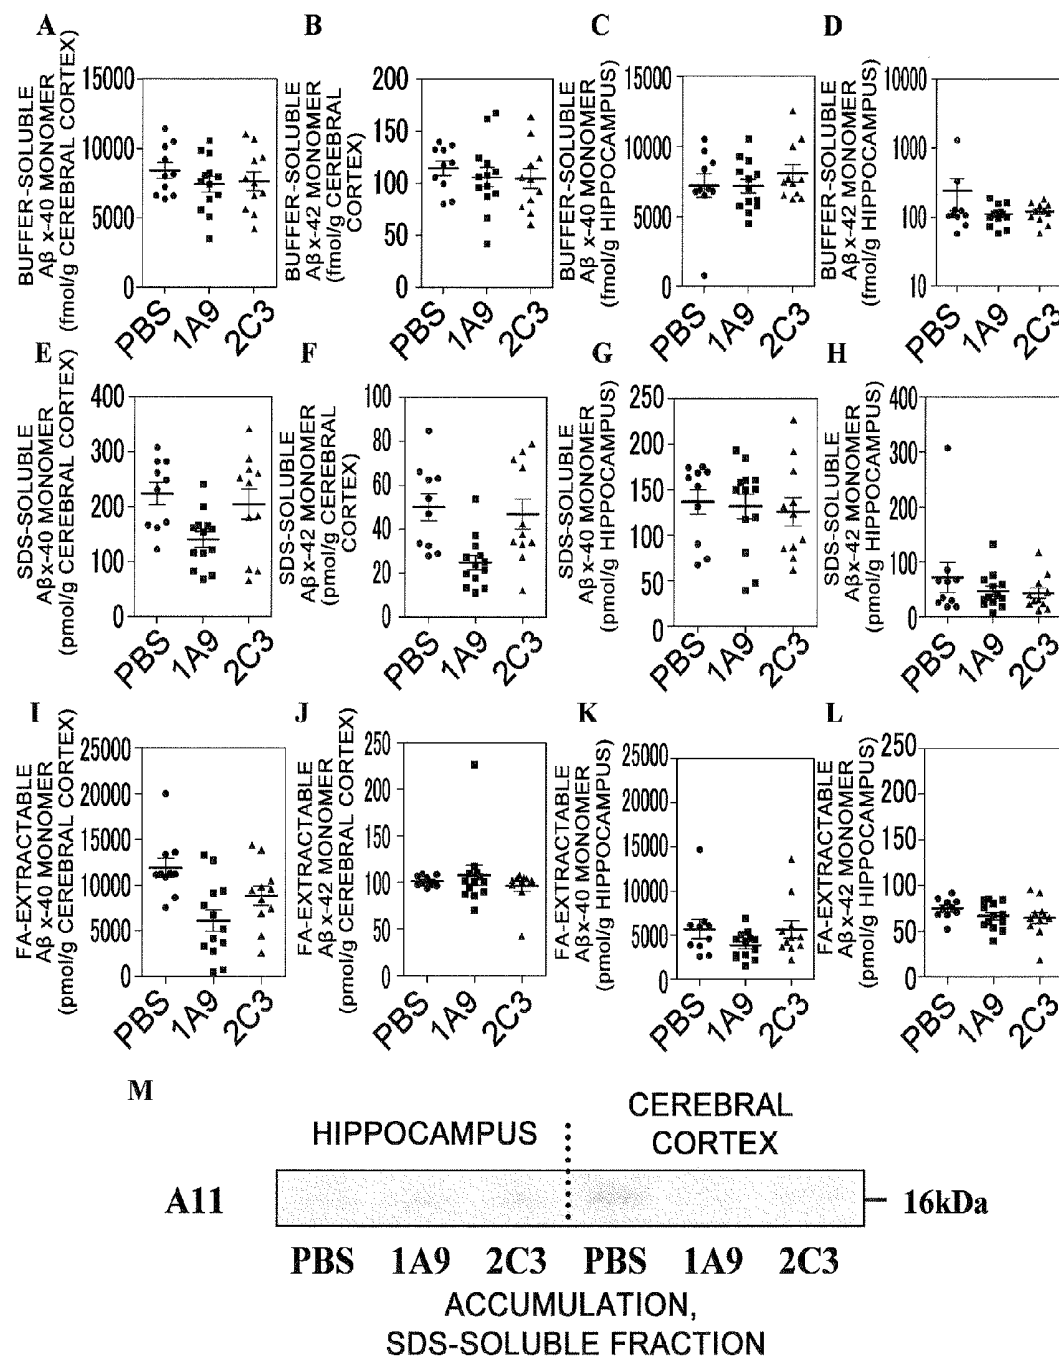 A
BUFFER-SOLUBLE
Aβ x-40 MONOMER
(fmol/g CEREBRAL CORTEX)
15000
10000
5000
0
PBS
1A9
2C3
B
BUFFER-SOLUBLE
Aβ x-42 MONOMER
(fmol/g CEREBRAL
CORTEX)
200
150
100
50
0
PBS
1A9
2C3
C
BUFFER-SOLUBLE
Aβ x-40 MONOMER
(fmol/g HIPPOCAMPUS)
15000
10000
5000
0
PBS
1A9
2C3
D
BUFFER-SOLUBLE
Aβ x-42 MONOMER
(fmol/g HIPPOCAMPUS)
10000
1000
100
10
PBS
1A9
2C3
E
SDS-SOLUBLE
Aβ x-40 MONOMER
(pmol/g CEREBRAL CORTEX)
400
300
200
100
0
PBS
1A9
2C3
F
SDS-SOLUBLE
Aβ x-42 MONOMER
(pmol/g CEREBRAL
CORTEX)
100
80
60
40
20
0
PBS
1A9
2C3
G
SDS-SOLUBLE
Aβ x-40 MONOMER
(pmol/g HIPPOCAMPUS)
250
200
150
100
50
0
PBS
1A9
2C3
H
SDS-SOLUBLE
Aβ x-42 MONOMER
(pmol/g HIPPOCAMPUS)
400
300
200
100
0
PBS
1A9
2C3
I
FA-EXTRACTABLE
Aβ x-40 MONOMER
(pmol/g CEREBRAL CORTEX)
25000
20000
15000
10000
5000
0
PBS
1A9
2C3
J
FA-EXTRACTABLE
Aβ x-42 MONOMER
(pmol/g CEREBRAL CORTEX)
250
200
150
100
50
0
PBS
1A9
2C3
K
FA-EXTRACTABLE
Aβ x-40 MONOMER
(pmol/g HIPPOCAMPUS)
25000
20000
15000
10000
5000
0
PBS
1A9
2C3
L
FA-EXTRACTABLE
Aβ x-42 MONOMER
(pmol/g HIPPOCAMPUS)
250
200
150
100
50
0
PBS
1A9
2C3
M
HIPPOCAMPUS
CEREBRAL
CORTEX
A11
16kDa
PBS 1A9 2C3 PBS 1A9 2C3
ACCUMULATION,
SDS-SOLUBLE FRACTION